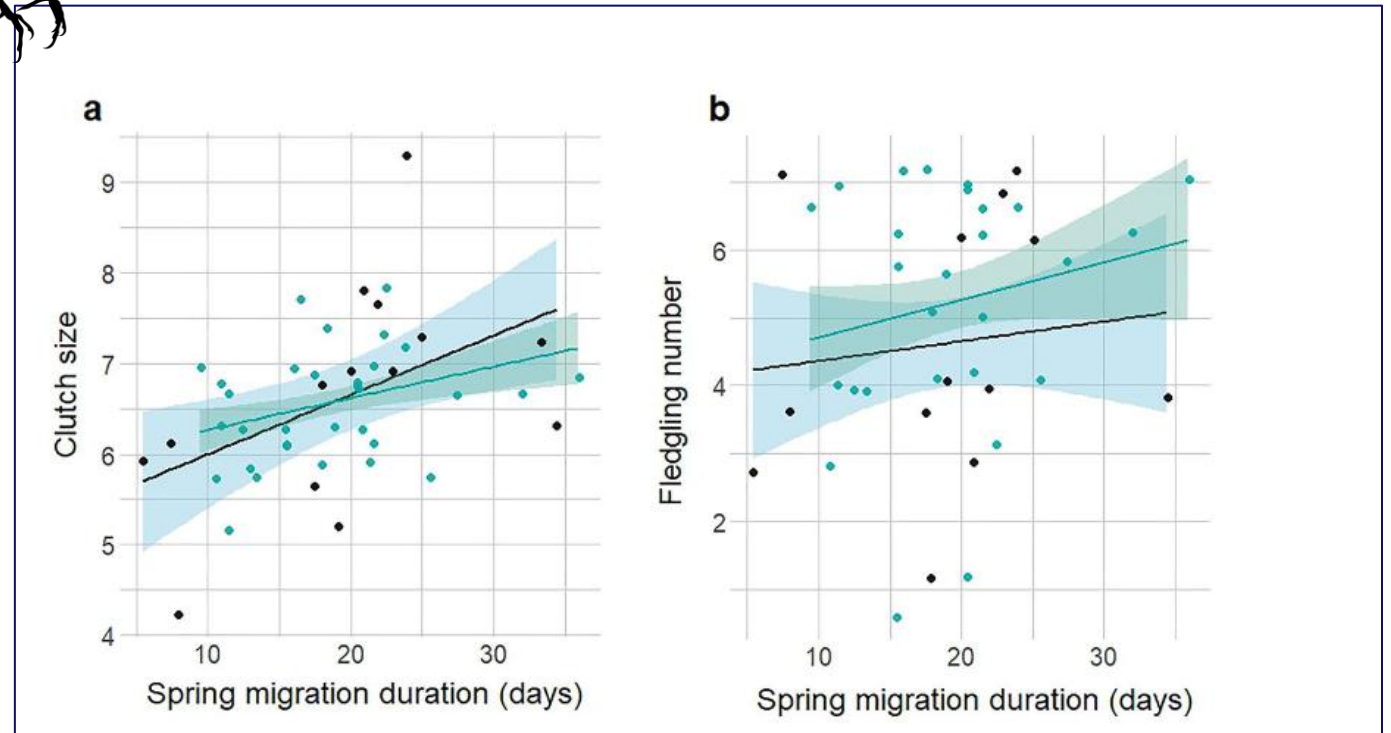 a
b
Clutch size
9
8
7
6
5
4
10 20 30
Spring migration duration (days)
Fledgling number
6
4
2
10 20 30
Spring migration duration (days)